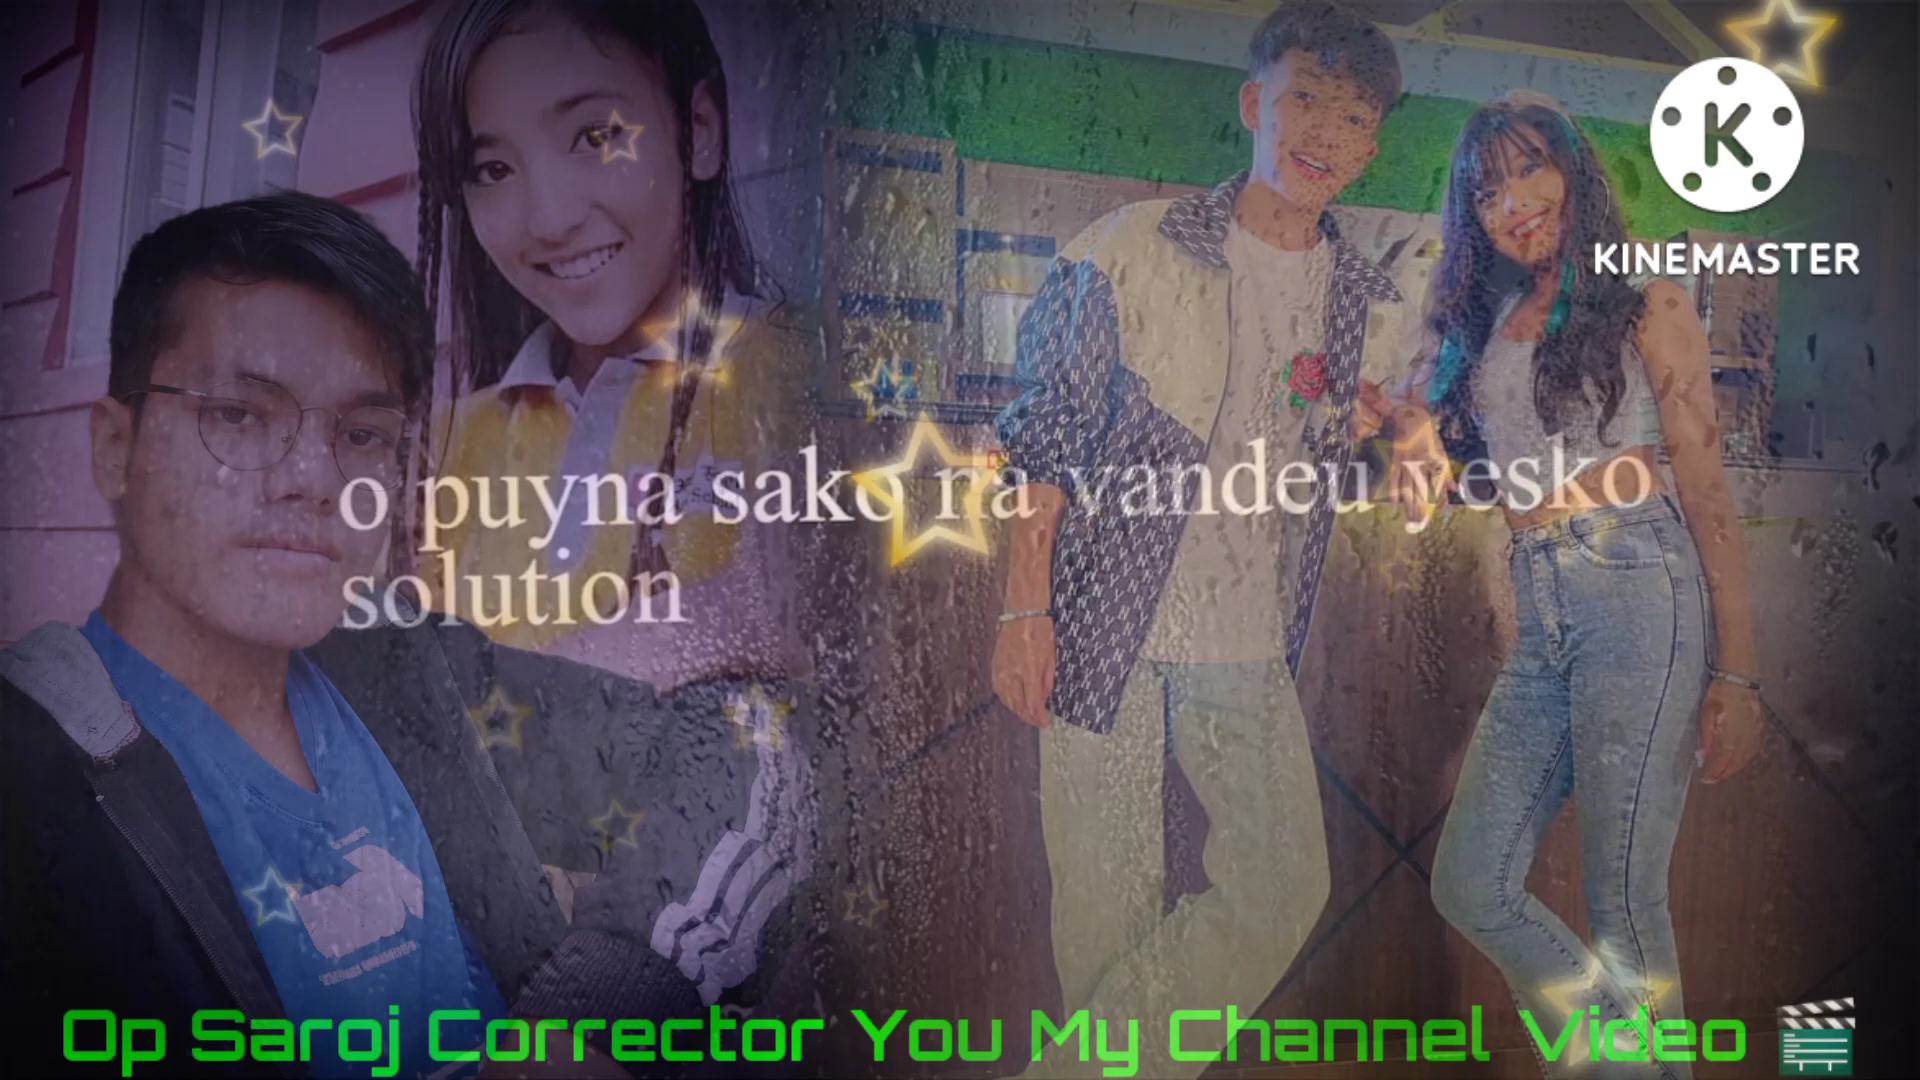 KINEMASTER
o puyna sako na vandeu yesko
solution
Op Saroj Corrector You My Channel Video